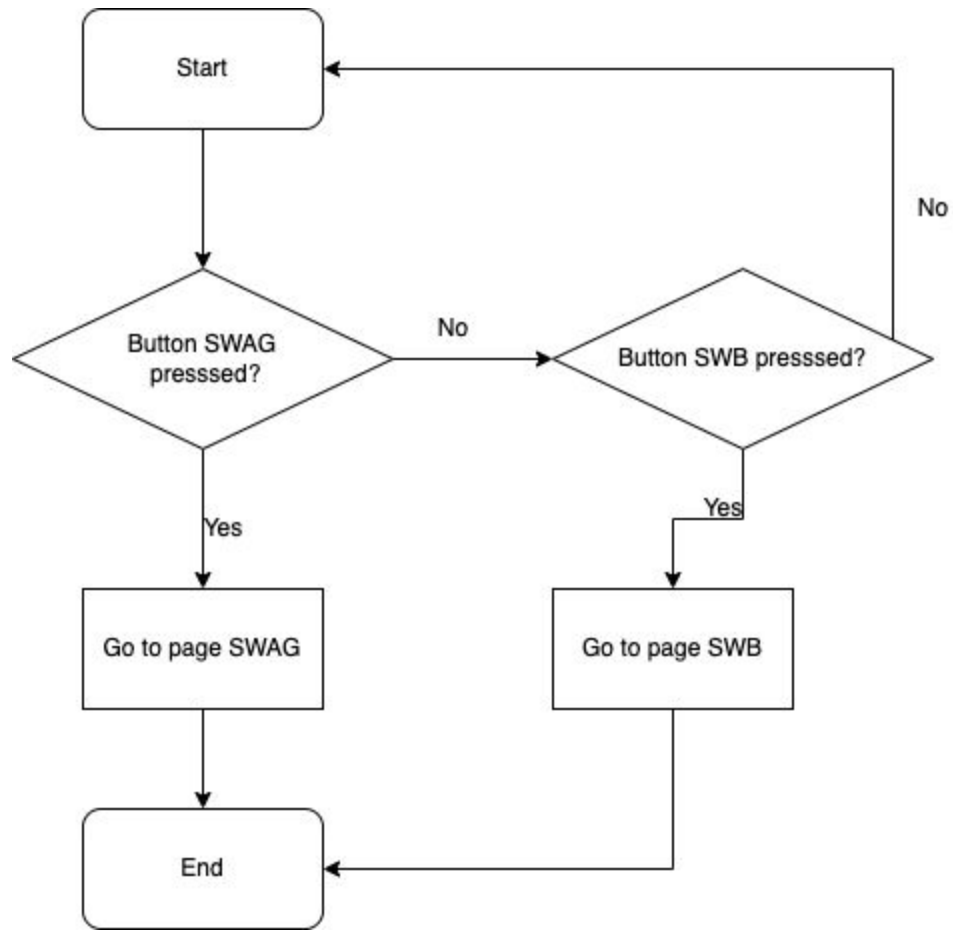 Start
No
Button SWAG
presssed?
No
Button SWB presssed?
Yes
Yes
Go to page SWAG
Go to page SWB
End